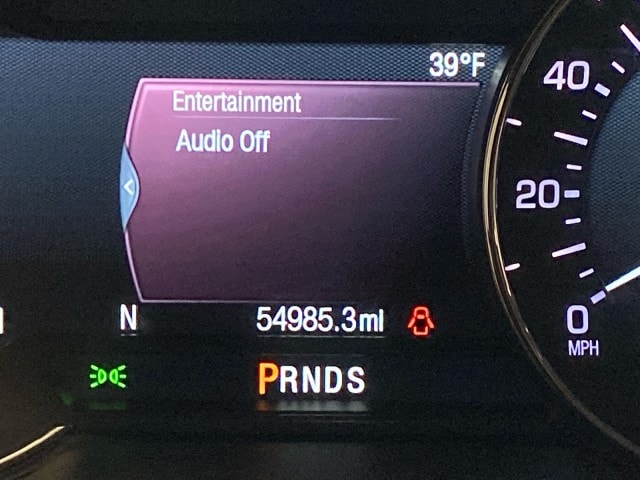 39°F
Entertainment
Audio Off
40
20
0
MPH
N
54985.3mi
PRNDS